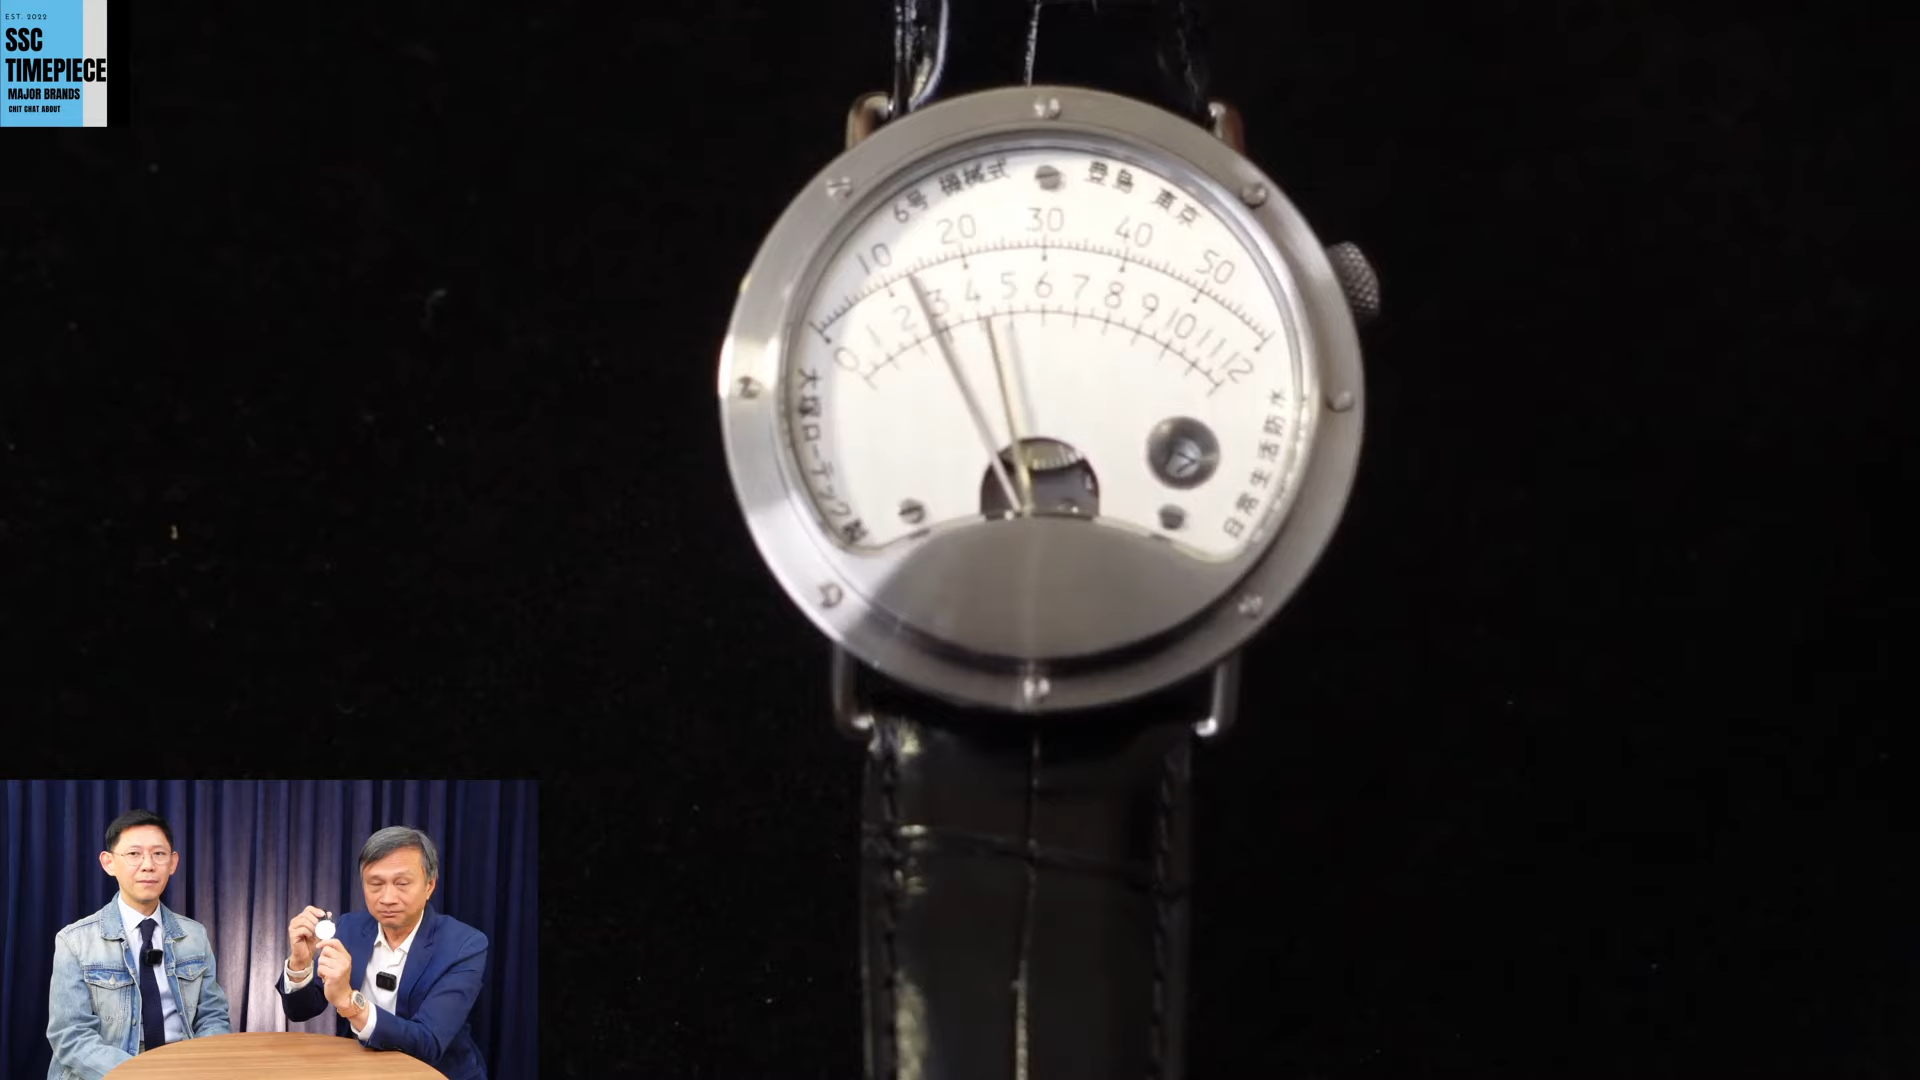 EST. 2022
SSC
TIMEPIECE
MAJOR BRANDS
CHIT CHAT ABOUT
6号 機械式 豊島 東京
10 20 30 40 50
0 1 2 3 4 5 6 7 8 9 10 11 12
大塚ローテック製
日常生活防水